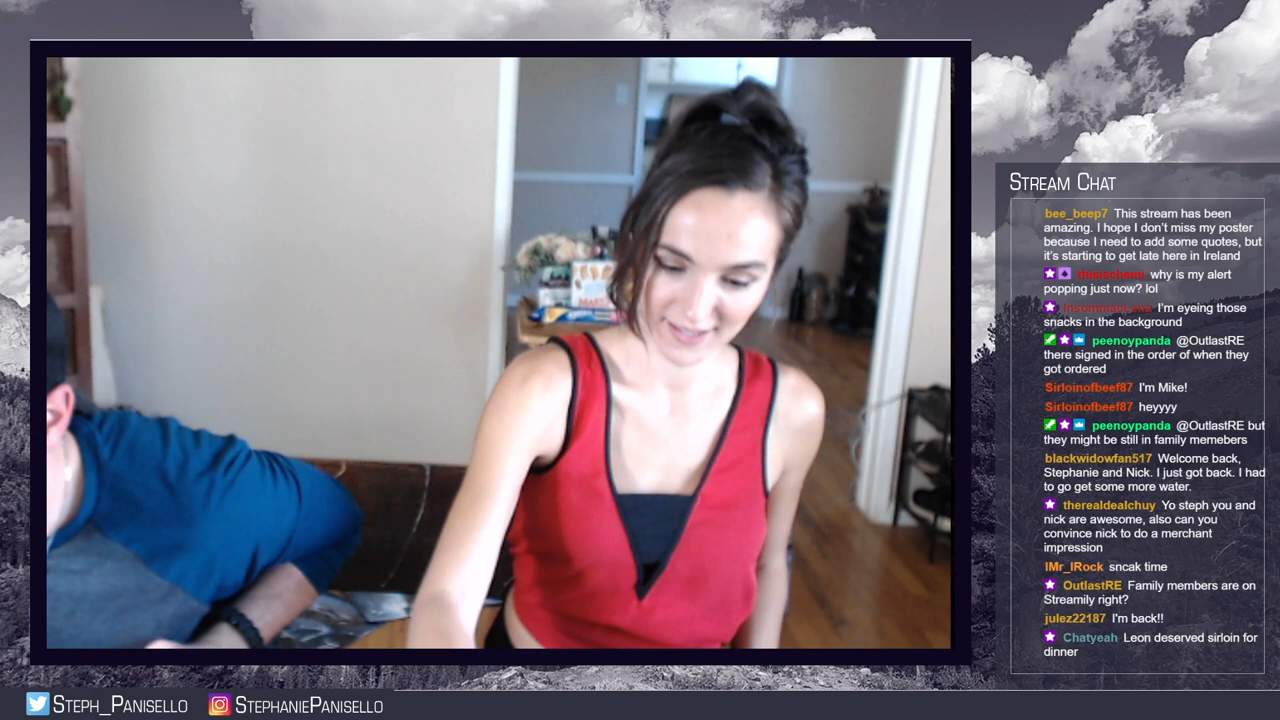 STREAM CHAT
bee_beep7 This stream has been
amazing. I hope I don't miss my poster
because I need to add some quotes, but
it's starting to get late here in Ireland
thisischami why is my alert
popping just now? lol
I'm eyeing those
snacks in the background
peenoypanda @OutlastRE
there signed in the order of when they
got ordered
Sirloinofbeef87 I'm Mike!
Sirloinofbeef87 heyyyy
peenoypanda @OutlastRE but
they might be still in family memebers
blackwidowfan517 Welcome back,
Stephanie and Nick. I just got back. I had
to go get some more water.
therealdealchuy Yo steph you and
nick are awesome, also can you
convince nick to do a merchant
impression
IMr_IRock sncak time
OutlastRE Family members are on
Streamily right?
julez22187 I'm back!!
Chatyeah Leon deserved sirloin for
dinner
STEPH_PANISELLO STEPHANIEPANISELLO